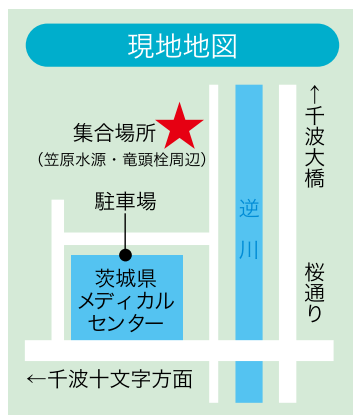 現地地図
集合場所
(笠原水源・竜頭栓周辺)
駐車場
茨城県
メディカル
センター
逆川
↑千波大橋
桜通り
←千波十文字方面